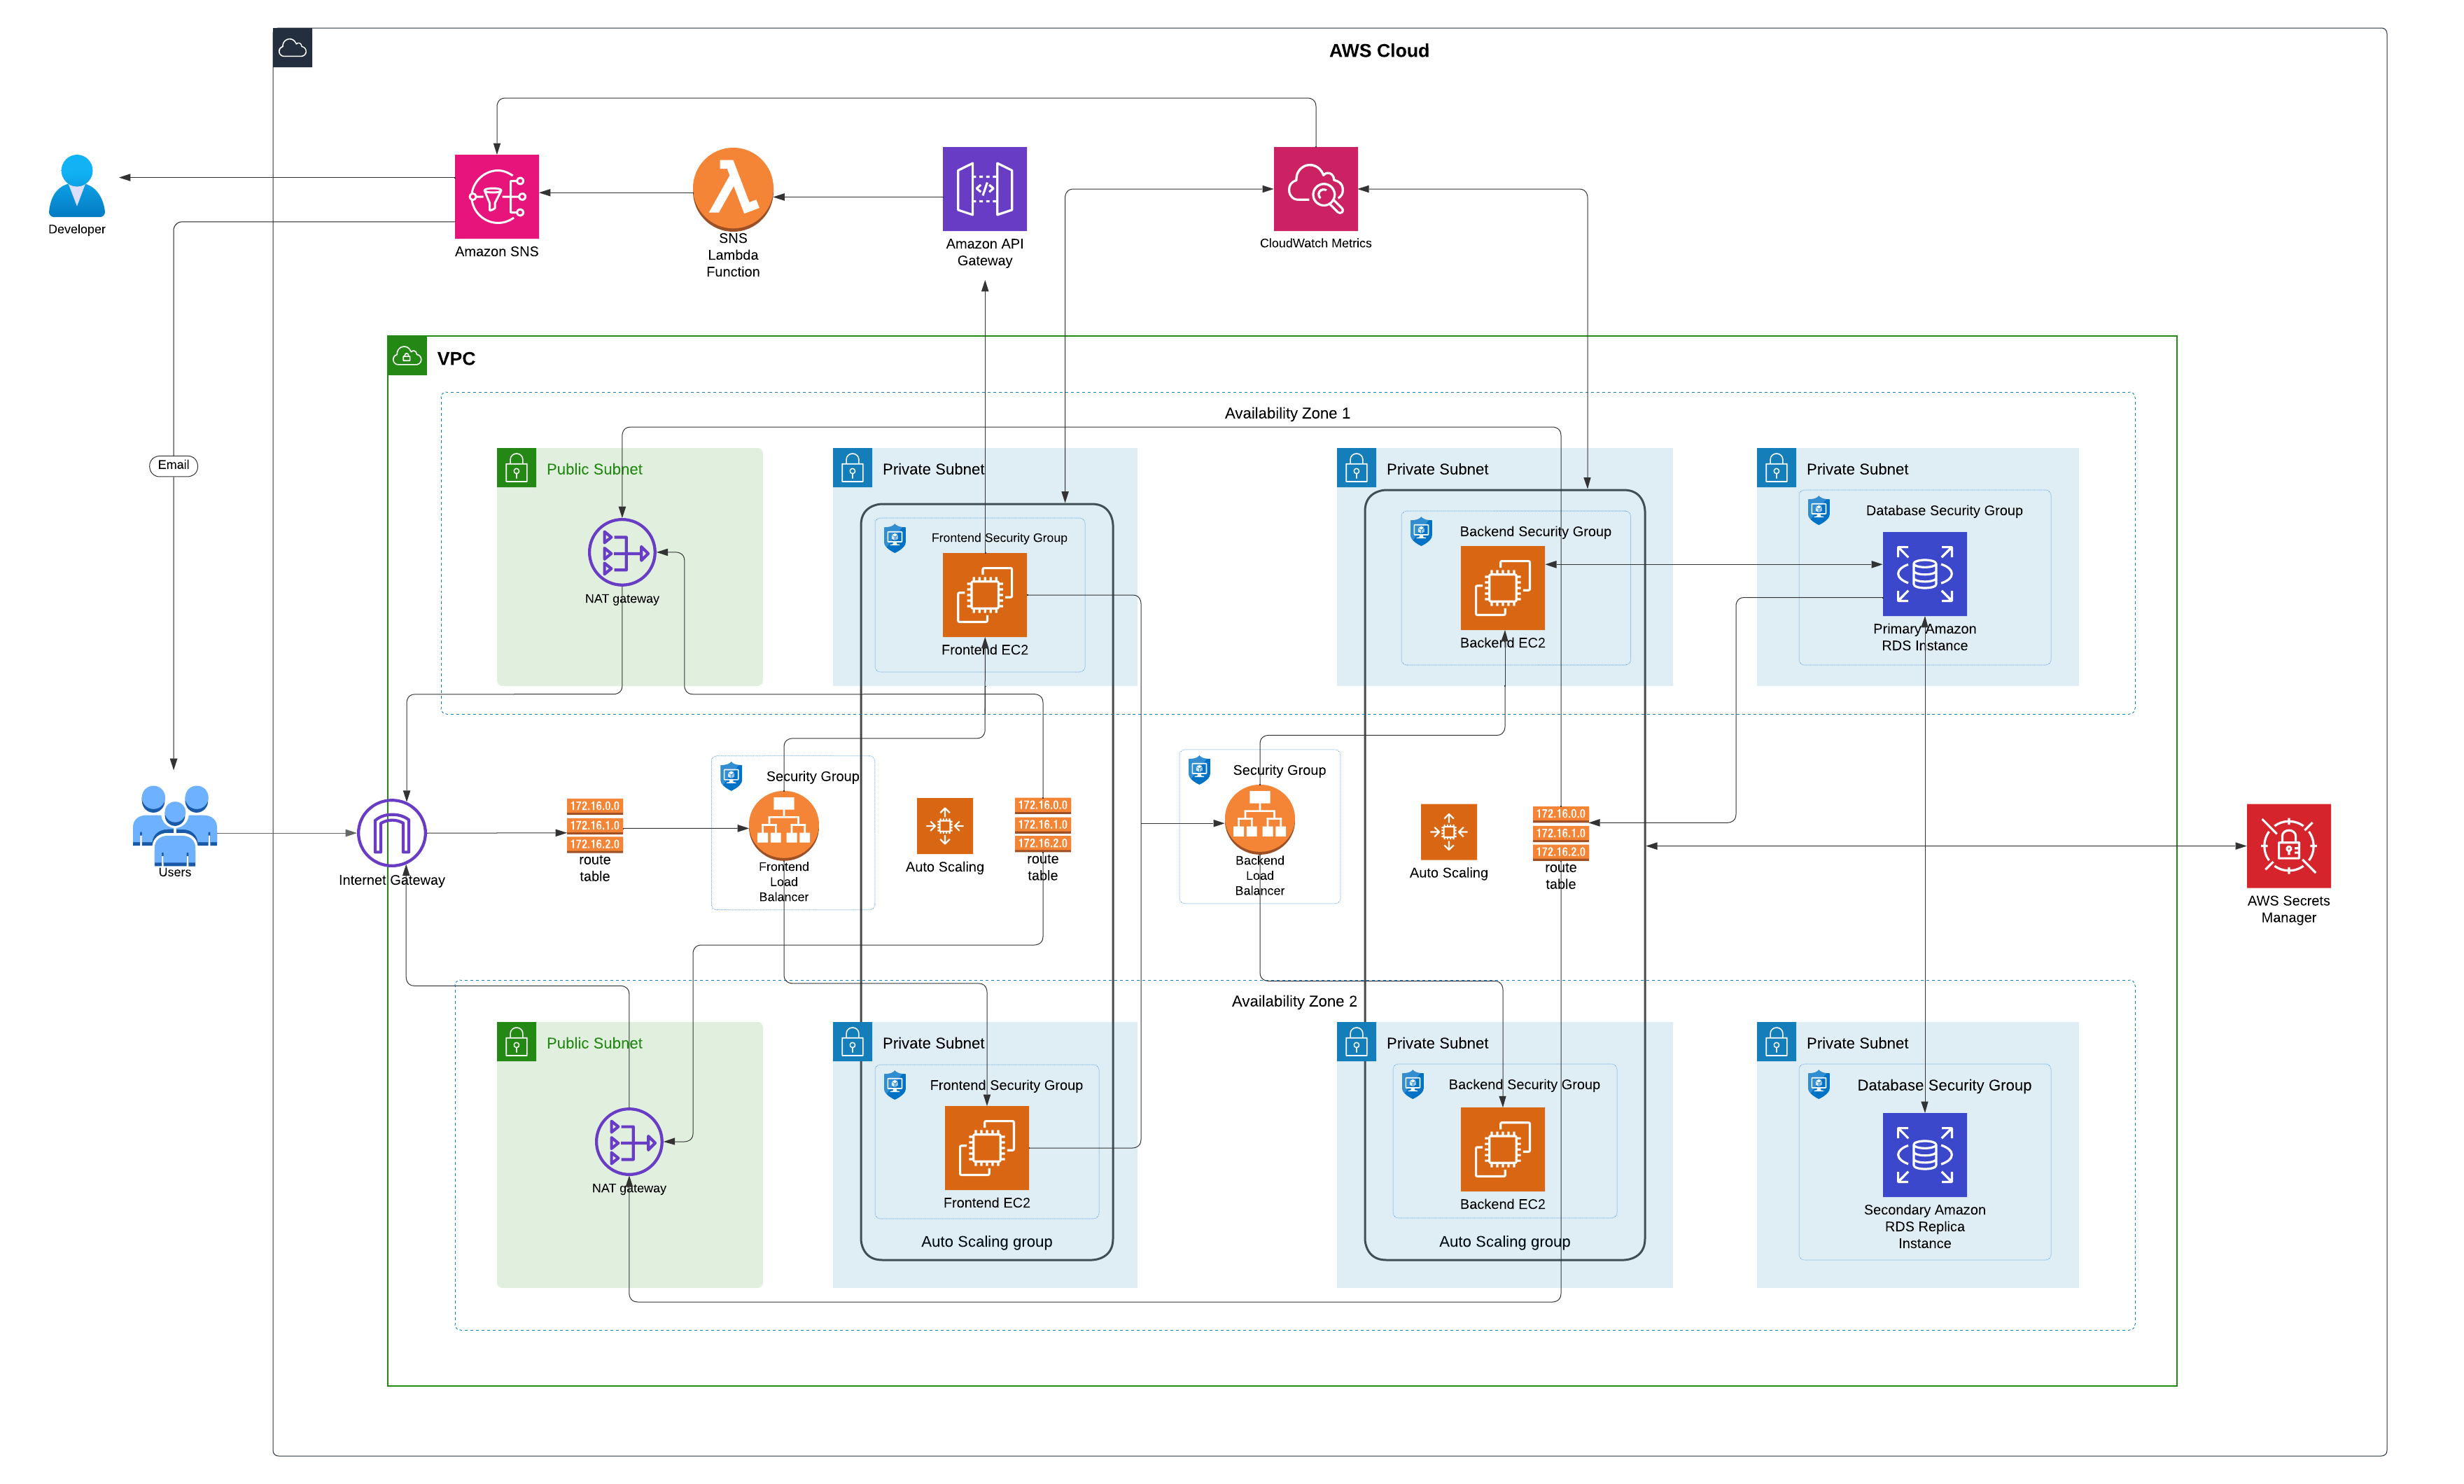 AWS Cloud
Developer
Amazon SNS
SNS
Lambda
Function
Amazon API
Gateway
CloudWatch Metrics
VPC
Availability Zone 1
Email
Public Subnet
NAT gateway
Private Subnet
Frontend Security Group
Frontend EC2
Private Subnet
Backend Security Group
Backend EC2
Private Subnet
Database Security Group
Primary Amazon
RDS Instance
Users
Internet Gateway
172.16.0.0
172.16.1.0
172.16.2.0
route
table
Security Group
Frontend
Load
Balancer
Auto Scaling
172.16.0.0
172.16.1.0
172.16.2.0
route
table
Security Group
Backend
Load
Balancer
Auto Scaling
172.16.0.0
172.16.1.0
172.16.2.0
route
table
AWS Secrets
Manager
Availability Zone 2
Public Subnet
NAT gateway
Private Subnet
Frontend Security Group
Frontend EC2
Auto Scaling group
Private Subnet
Backend Security Group
Backend EC2
Auto Scaling group
Private Subnet
Database Security Group
Secondary Amazon
RDS Replica
Instance